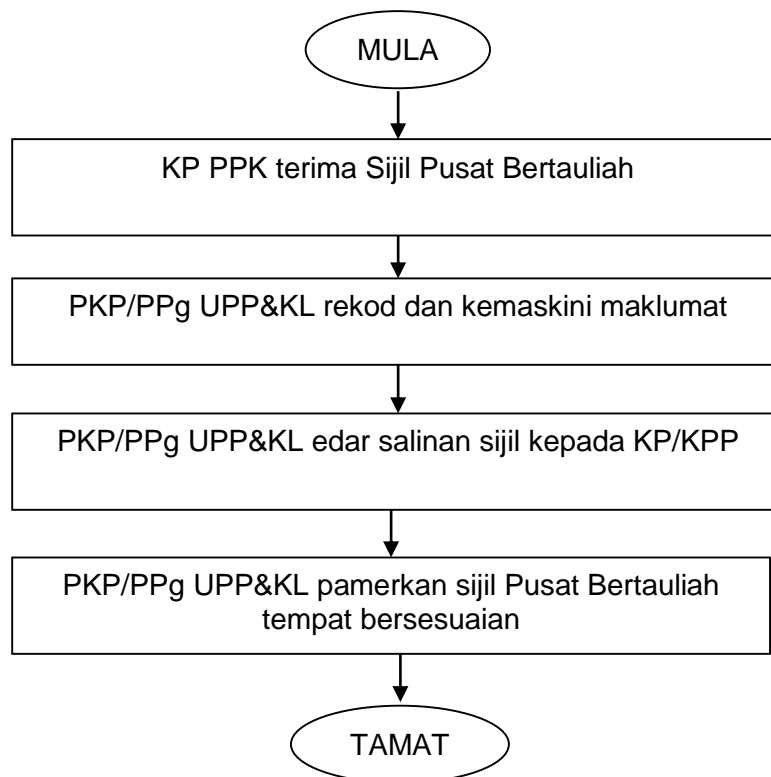 MULA
KP PPK terima Sijil Pusat Bertauliah
PKP/PPg UPP&KL rekod dan kemaskini maklumat
PKP/PPg UPP&KL edar salinan sijil kepada KP/KPP
PKP/PPg UPP&KL pamerkan sijil Pusat Bertauliah
tempat bersesuaian
TAMAT